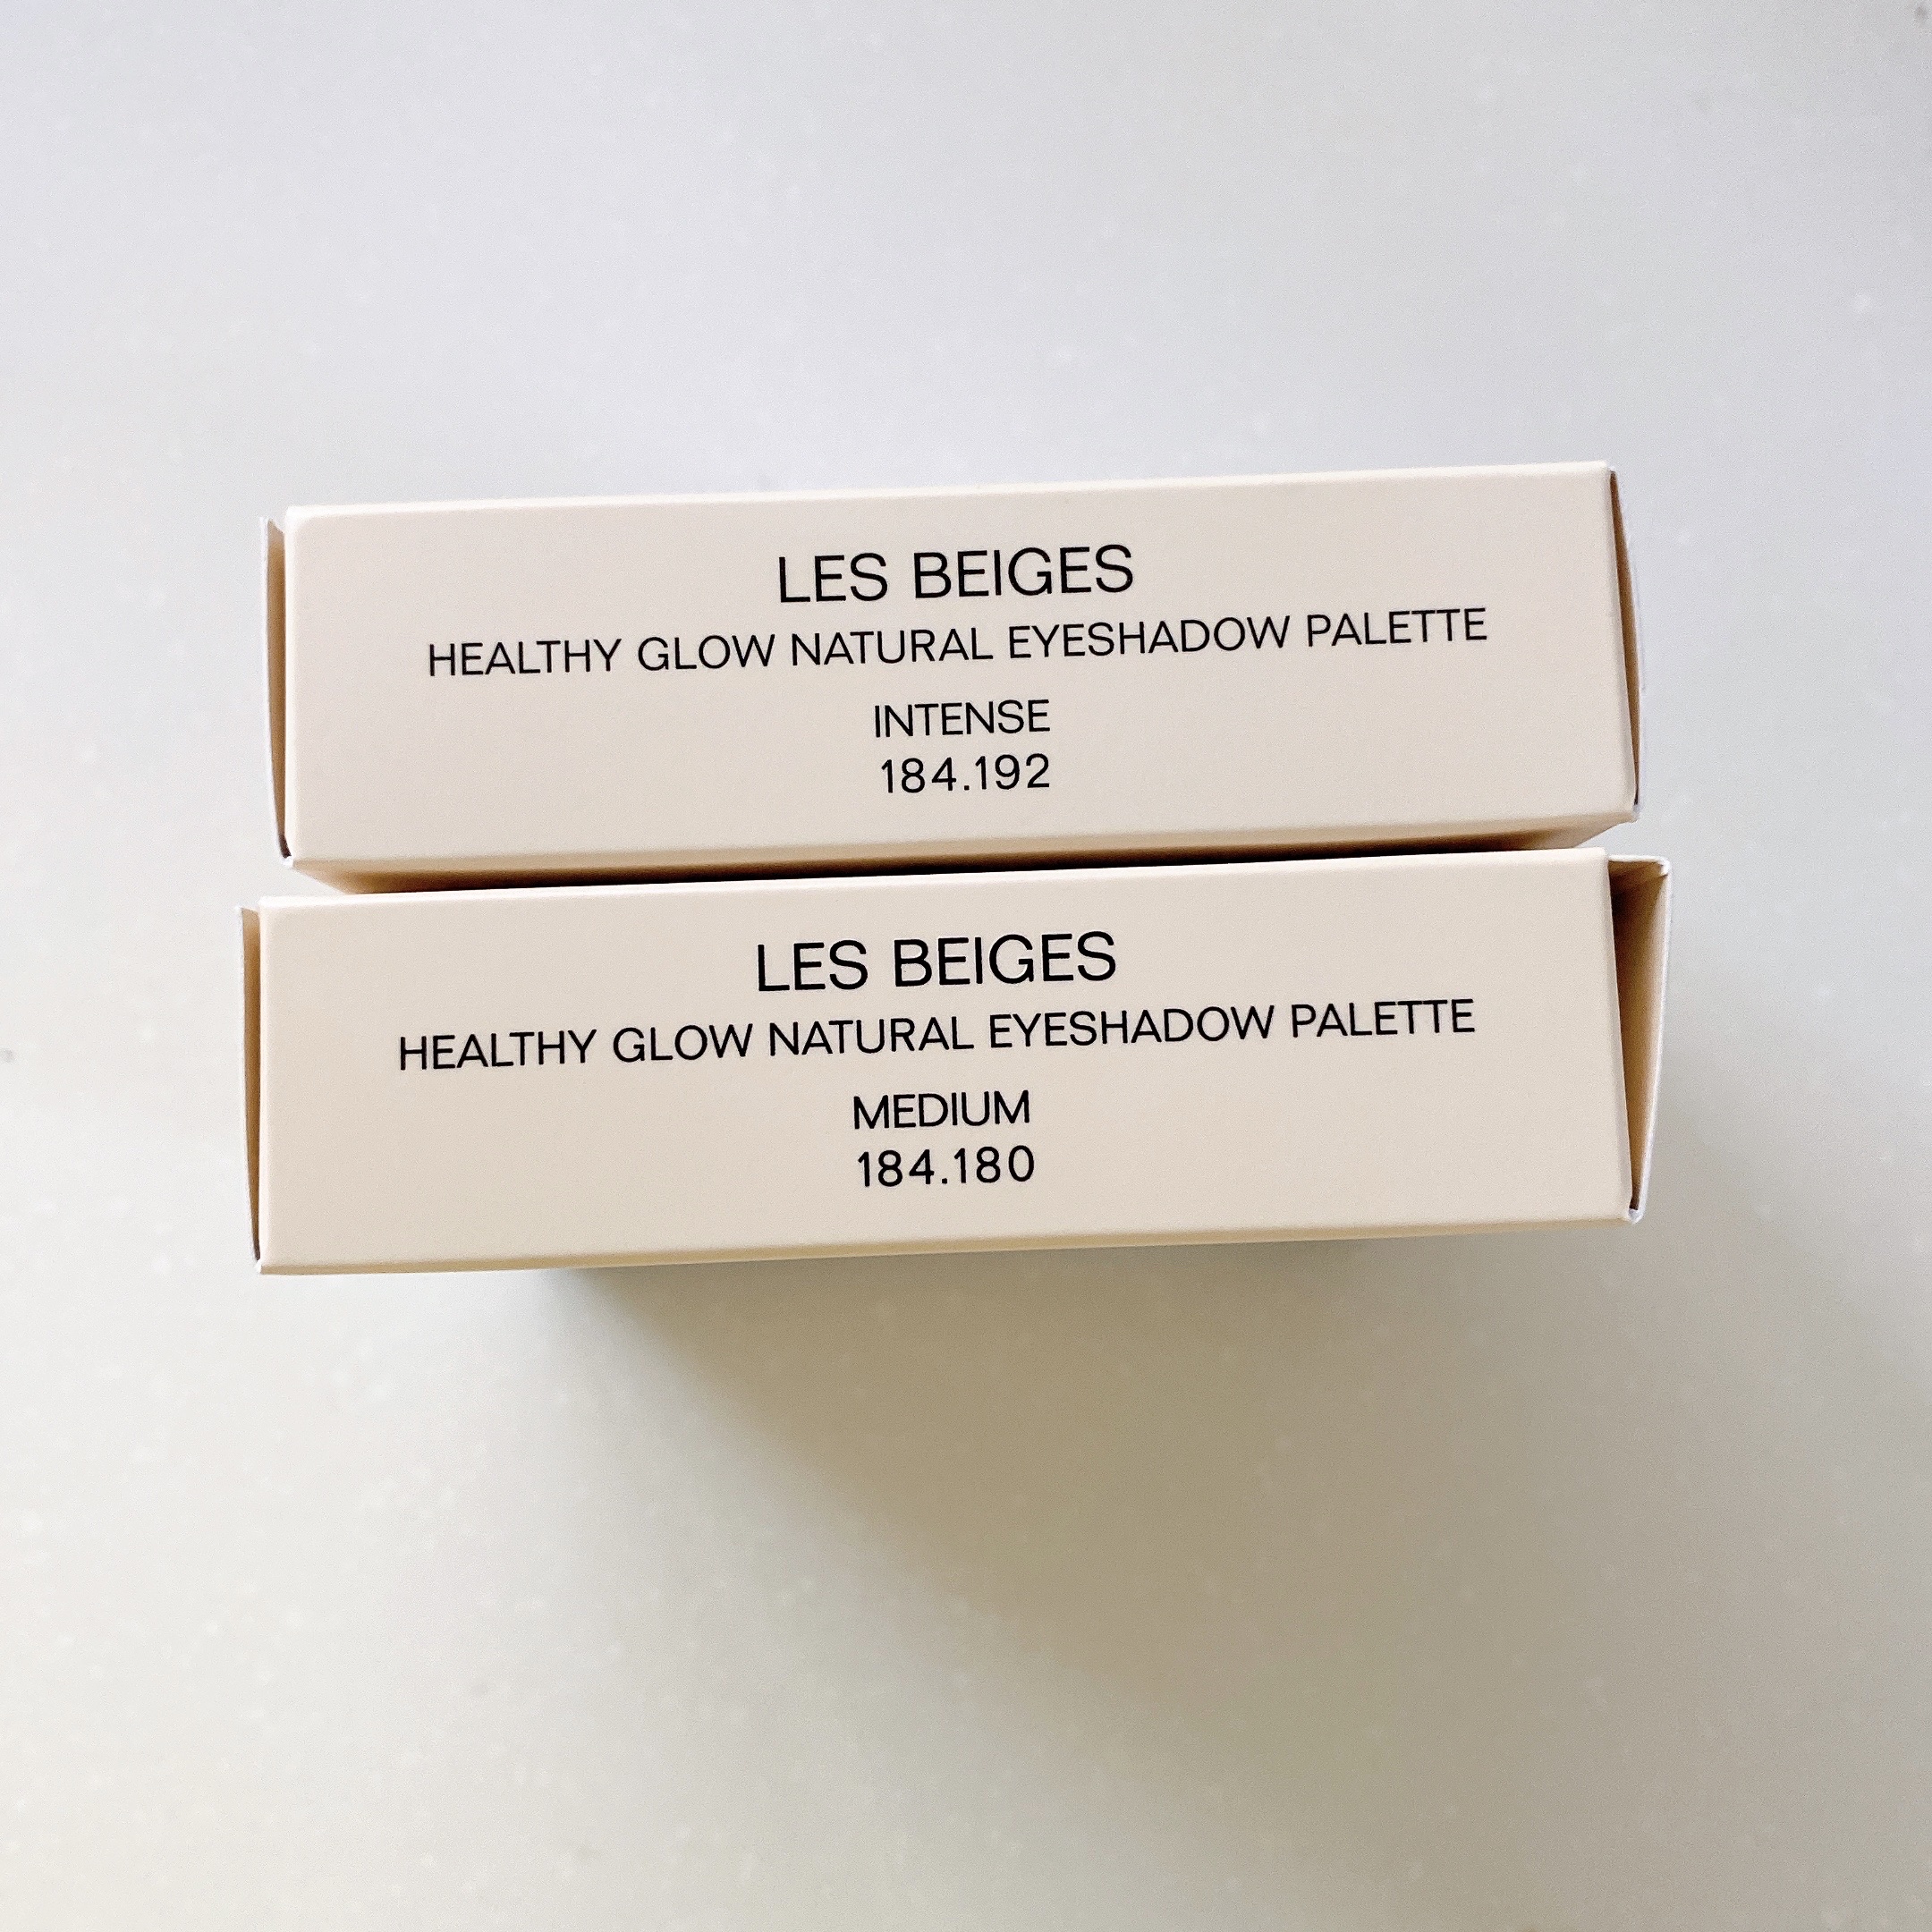 LES BEIGES
HEALTHY GLOW NATURAL EYESHADOW PALETTE
INTENSE
184.192
LES BEIGES
HEALTHY GLOW NATURAL EYESHADOW PALETTE
MEDIUM
184.180